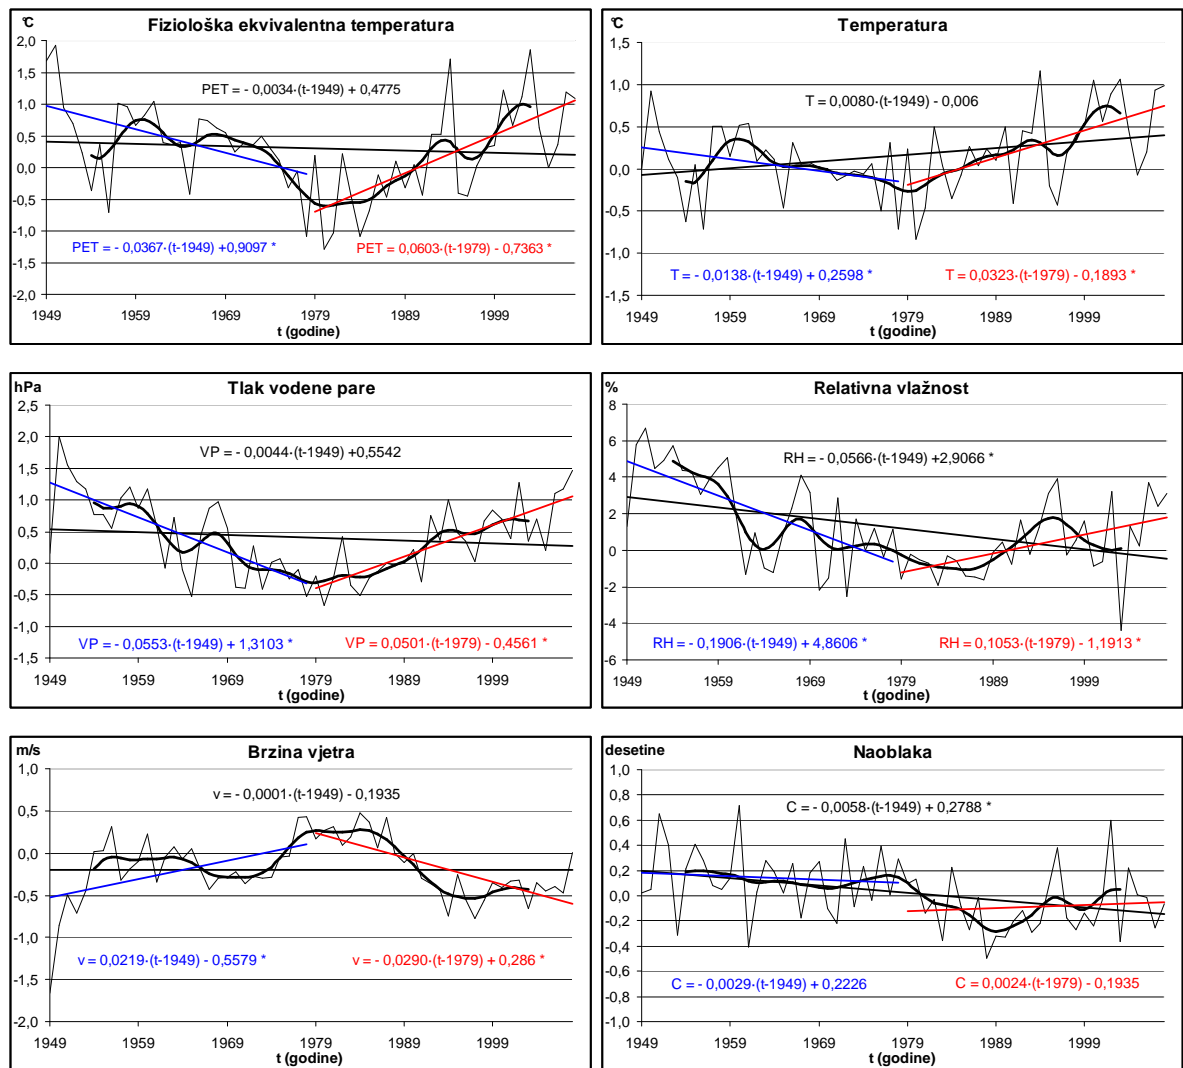 °C
Fiziološka ekvivalentna temperatura
2,0
1,5
1,0
0,5
0,0
-0,5
-1,0
-1,5
-2,0
PET = - 0,0034·(t-1949) + 0,4775
PET = - 0,0367·(t-1949) +0,9097 *
PET = 0,0603·(t-1979) - 0,7363 *
1949 1959 1969 1979 1989 1999
t (godine)
°C
Temperatura
1,5
1,0
0,5
0,0
-0,5
-1,0
-1,5
T = 0,0080·(t-1949) - 0,006
T = - 0,0138·(t-1949) + 0,2598 *
T = 0,0323·(t-1979) - 0,1893 *
1949 1959 1969 1979 1989 1999
t (godine)
hPa
Tlak vodene pare
2,5
2,0
1,5
1,0
0,5
0,0
-0,5
-1,0
-1,5
VP = - 0,0044·(t-1949) +0,5542
VP = - 0,0553·(t-1949) + 1,3103 *
VP = 0,0501·(t-1979) - 0,4561 *
1949 1959 1969 1979 1989 1999
t (godine)
%
Relativna vlažnost
8
6
4
2
0
-2
-4
-6
RH = - 0,0566·(t-1949) +2,9066 *
RH = - 0,1906·(t-1949) + 4,8606 *
RH = 0,1053·(t-1979) - 1,1913 *
1949 1959 1969 1979 1989 1999
t (godine)
m/s
Brzina vjetra
1,0
0,5
0,0
-0,5
-1,0
-1,5
-2,0
v = - 0,0001·(t-1949) - 0,1935
v = 0,0219·(t-1949) - 0,5579 *
v = - 0,0290·(t-1979) + 0,286 *
1949 1959 1969 1979 1989 1999
t (godine)
desetine
Naoblaka
1,0
0,8
0,6
0,4
0,2
0,0
-0,2
-0,4
-0,6
-0,8
-1,0
C = - 0,0058·(t-1949) + 0,2788 *
C = - 0,0029·(t-1949) + 0,2226
C = 0,0024·(t-1979) - 0,1935
1949 1959 1969 1979 1989 1999
t (godine)